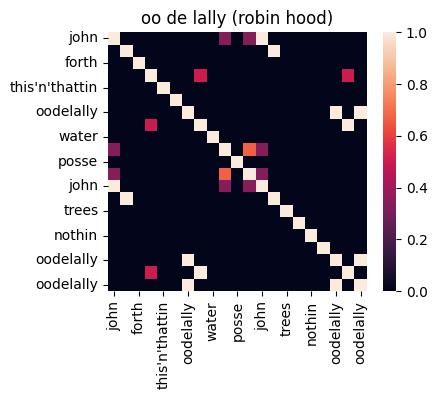 oo de lally (robin hood)
john
forth
this'n'thattin
oodelally
water
posse
john
trees
nothin
oodelally
oodelally
1.0
0.8
0.6
0.4
0.2
0.0
john
forth
this'n'thattin
oodelally
water
posse
john
trees
nothin
oodelally
oodelally